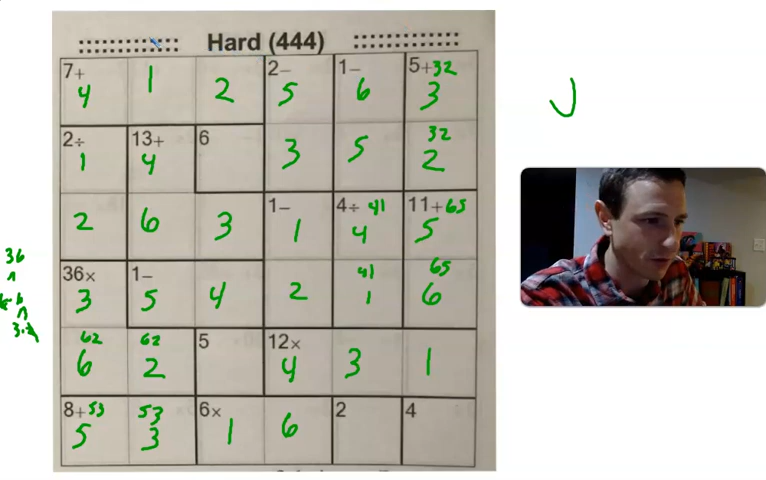 Hard (444)
7+ 2− 1− 5+ 32
4 1 2 5 6 3
2÷ 13+ 6 32
1 4 3 5 2
1− 4÷ 41 11+ 65
2 6 3 1 4 5
36
36× 1− 41 65
3 5 4 2 1 6
62 62 5 12×
6 2 4 3 1
8+ 53 53 6× 2 4
5 3 1 6